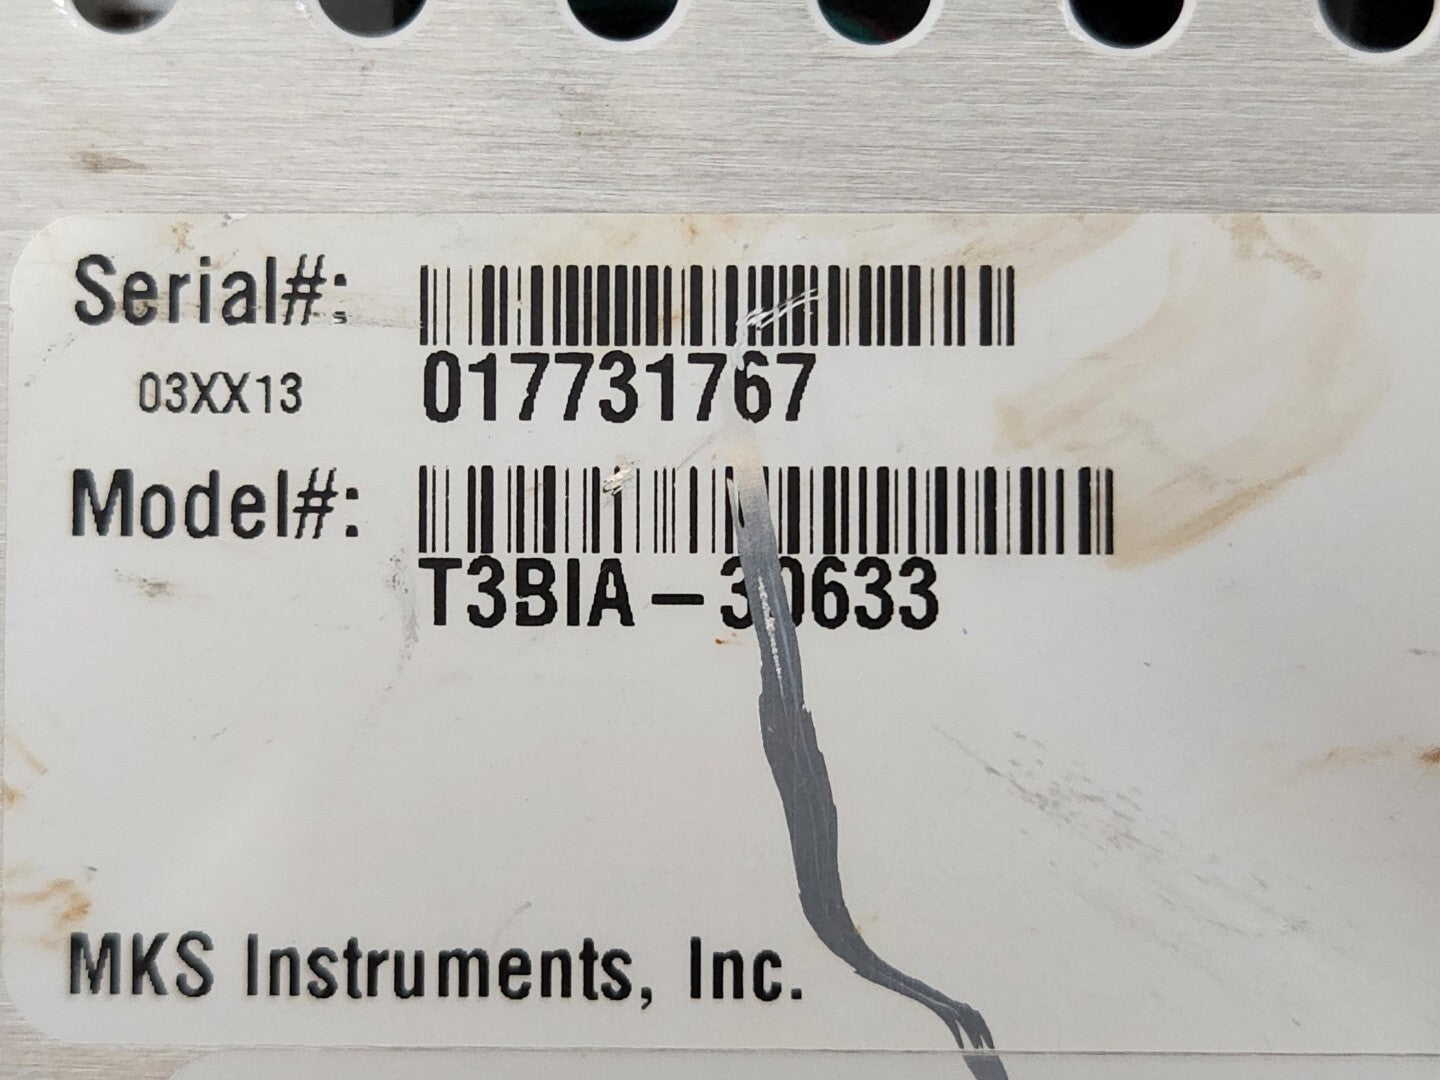 Serial#:
017731767
03XX13
Model#:
T3BIA-30633
MKS Instruments, Inc.